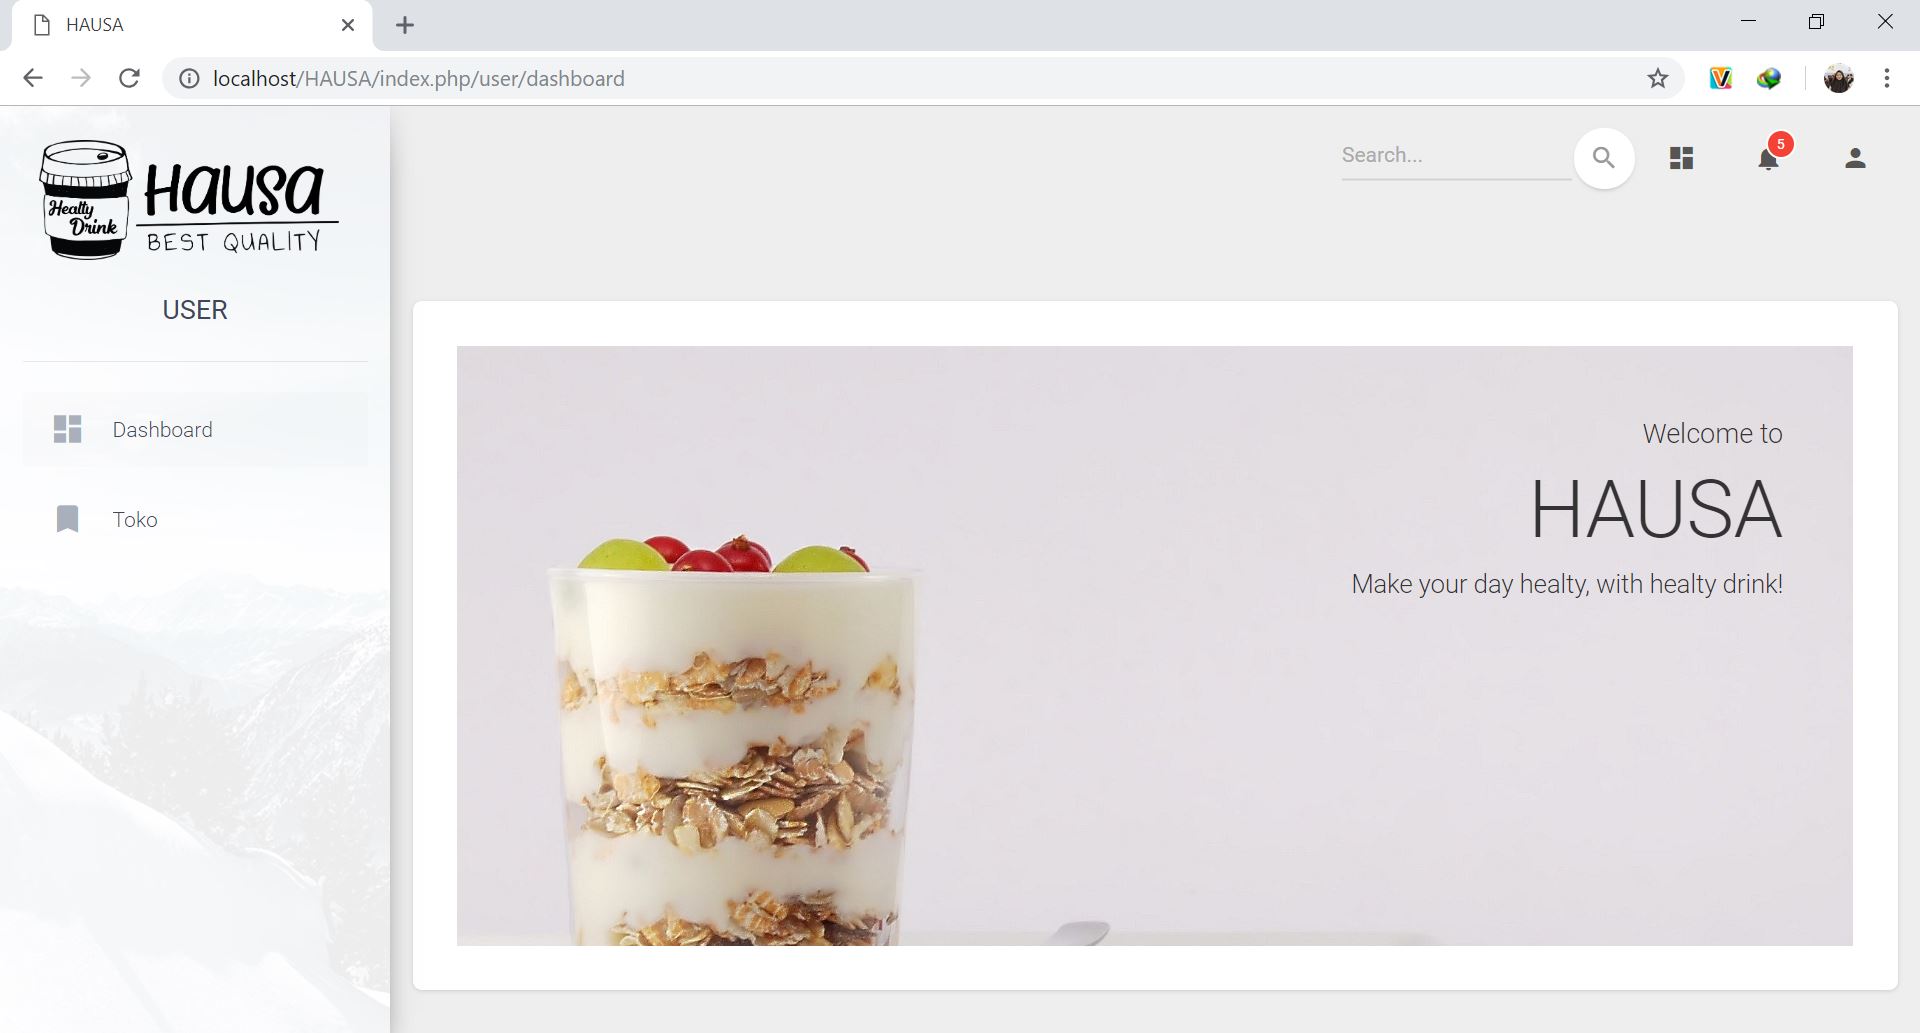 HAUSA
localhost/HAUSA/index.php/user/dashboard
Healty
Drink
Hausa
BEST QUALITY
USER
Dashboard
Toko
Search...
5
Welcome to
HAUSA
Make your day healty, with healty drink!